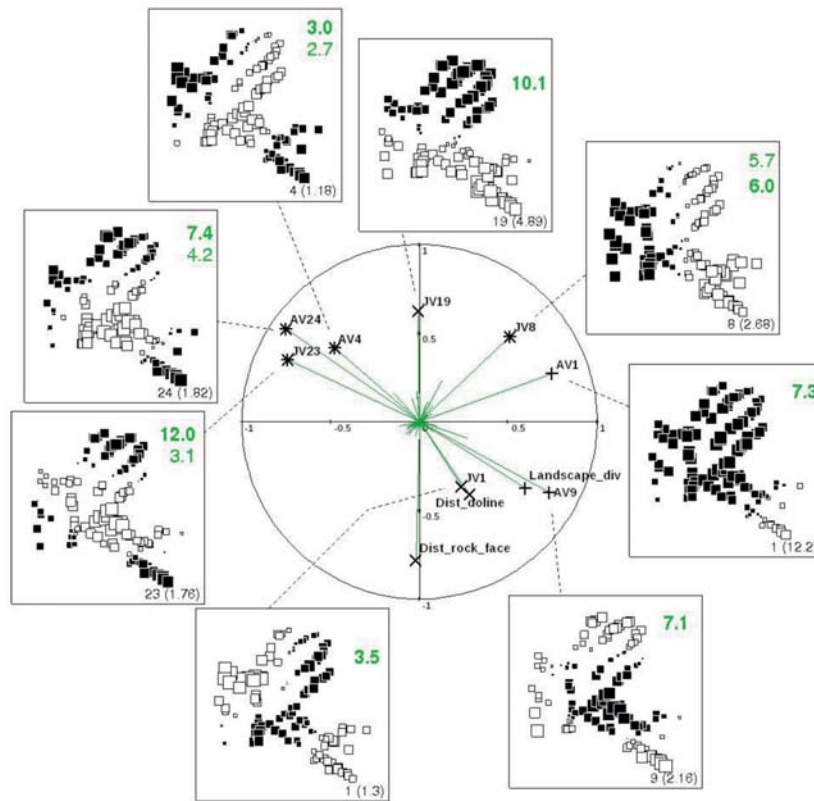 3.0
2.7
4 (1.18)
10.1
19 (4.89)
5.7
6.0
8 (2.68)
7.4
4.2
24 (1.82)
1
JV19
AV24
AV4
JV8
JV23
0.5
AV1
7.3
1 (12.2)
12.0
3.1
23 (1.76)
-1
-0.5
0
0.5
1
JV1
Landscape_div
Dist_doline
AV9
-0.5
Dist_rock_face
-1
3.5
1 (1.3)
7.1
9 (2.16)